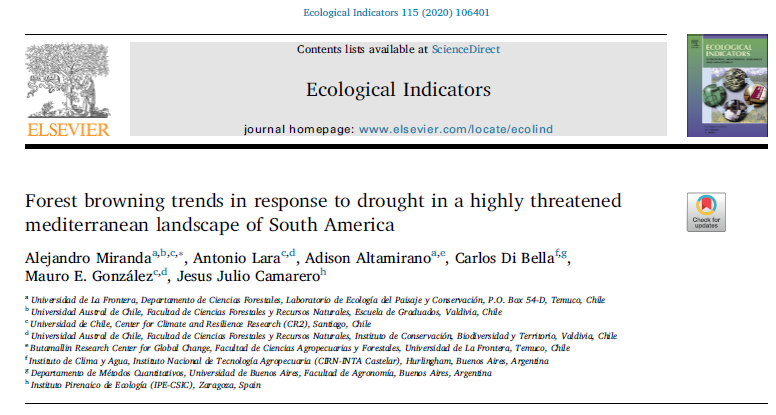 Ecological Indicators 115 (2020) 106401
Contents lists available at ScienceDirect
Ecological Indicators
journal homepage: www.elsevier.com/locate/ecolind
ELSEVIER
ECOLOGICAL
INDICATORS
Forest browning trends in response to drought in a highly threatened
mediterranean landscape of South America
Check for
updates
Alejandro Miranda a,b,c,*, Antonio Lara c,d, Adison Altamirano a,e, Carlos Di Bella f,g,
Mauro E. González c,d, Jesus Julio Camarero h
a Universidad de La Frontera, Departamento de Ciencias Forestales, Laboratorio de Ecología del Paisaje y Conservación, P.O. Box 54-D, Temuco, Chile
b Universidad Austral de Chile, Facultad de Ciencias Forestales y Recursos Naturales, Escuela de Graduados, Valdivia, Chile
c Universidad de Chile, Center for Climate and Resilience Research (CR2), Santiago, Chile
d Universidad Austral de Chile, Facultad de Ciencias Forestales y Recursos Naturales, Instituto de Conservación, Biodiversidad y Territorio, Valdivia, Chile
e Butamallin Research Center for Global Change, Facultad de Ciencias Agropecuarias y Forestales, Universidad de La Frontera, Temuco, Chile
f Instituto de Clima y Agua, Instituto Nacional de Tecnología Agropecuaria (CIRN-INTA Castelar), Hurlingham, Buenos Aires, Argentina
g Departamento de Métodos Cuantitativos, Universidad de Buenos Aires, Facultad de Agronomía, Buenos Aires, Argentina
h Instituto Pirenaico de Ecología (IPE-CSIC), Zaragoza, Spain